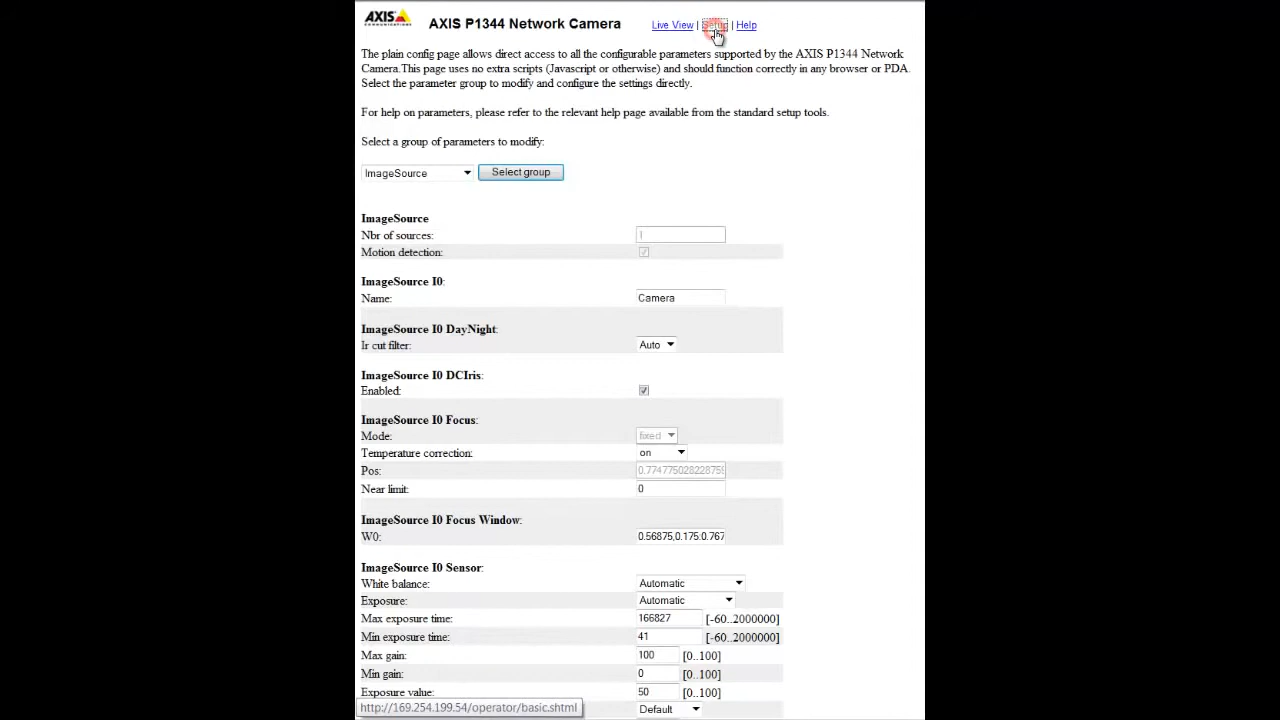 AXIS COMMUNICATIONS
AXIS P1344 Network Camera
Live View | Setup | Help
The plain config page allows direct access to all the configurable parameters supported by the AXIS P1344 Network
Camera.This page uses no extra scripts (Javascript or otherwise) and should function correctly in any browser or PDA.
Select the parameter group to modify and configure the settings directly.
For help on parameters, please refer to the relevant help page available from the standard setup tools.
Select a group of parameters to modify:
ImageSource Select group
ImageSource
Nbr of sources: 1
Motion detection:
ImageSource I0:
Name: Camera
ImageSource I0 DayNight:
Ir cut filter: Auto
ImageSource I0 DCIris:
Enabled:
ImageSource I0 Focus:
Mode: fixed
Temperature correction: on
Pos:
Near limit: 0
ImageSource I0 Focus Window:
W0: 0.56875,0.175:0.767
ImageSource I0 Sensor:
White balance: Automatic
Exposure: Automatic
Max exposure time: 166827 [-60..2000000]
Min exposure time: 41 [-60..2000000]
Max gain: 100 [0..100]
Min gain: 0 [0..100]
Exposure value: 50 [0..100]
http://169.254.199.54/operator/basic.shtml Default